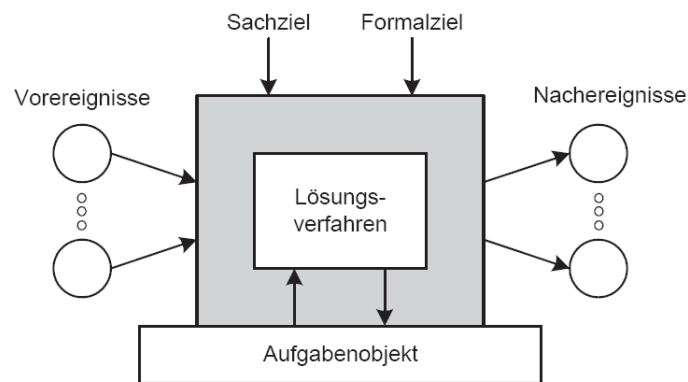 Sachziel Formalziel
Vorereignisse
Nachereignisse
Lösungs-
verfahren
Aufgabenobjekt